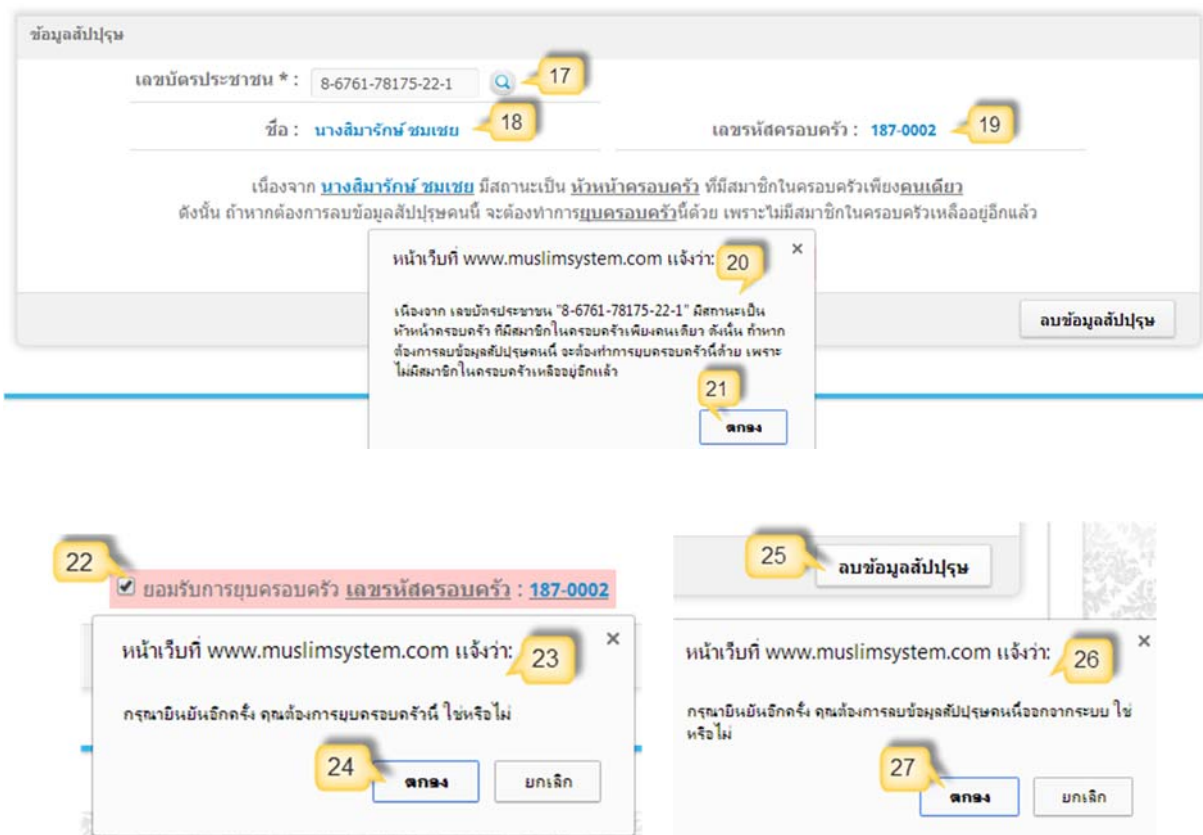 ข้อมูลสัปปุรุษ
เลขบัตรประชาชน * : 8-6761-78175-22-1 17
ชื่อ : นางสิมารักษ์ ชมเชย 18 เลขรหัสครอบครัว : 187-0002 19
เนื่องจาก นางสิมารักษ์ ชมเชย มีสถานะเป็น หัวหน้าครอบครัว ที่มีสมาชิกในครอบครัวเพียงคนเดียว
ดังนั้น ถ้าหากต้องการลบข้อมูลสัปปุรุษคนนี้ จะต้องทำการยุบครอบครัวนี้ด้วย เพราะไม่มีสมาชิกในครอบครัวเหลืออยู่อีกแล้ว
หน้าเว็บที่ www.muslimsystem.com แจ้งว่า: 20 ×
เนื่องจาก เลขบัตรประชาชน "8-6761-78175-22-1" มีสถานะเป็น
หัวหน้าครอบครัว ที่มีสมาชิกในครอบครัวเพียงคนเดียว ดังนั้น ถ้าหาก
ต้องการลบข้อมูลสัปปุรุษคนนี้ จะต้องทำการยุบครอบครัวนี้ด้วย เพราะ
ไม่มีสมาชิกในครอบครัวเหลืออยู่อีกแล้ว
21
ตกลง
ลบข้อมูลสัปปุรุษ
22
ยอมรับการยุบครอบครัว เลขรหัสครอบครัว : 187-0002
หน้าเว็บที่ www.muslimsystem.com แจ้งว่า: 23 ×
กรุณายืนยันอีกครั้ง คุณต้องการยุบครอบครัวนี้ ใช่หรือไม่
24
ตกลง ยกเลิก
25 ลบข้อมูลสัปปุรุษ
หน้าเว็บที่ www.muslimsystem.com แจ้งว่า: 26 ×
กรุณายืนยันอีกครั้ง คุณต้องการลบข้อมูลสัปปุรุษคนนี้ออกจากระบบ ใช่
หรือไม่
27
ตกลง ยกเลิก